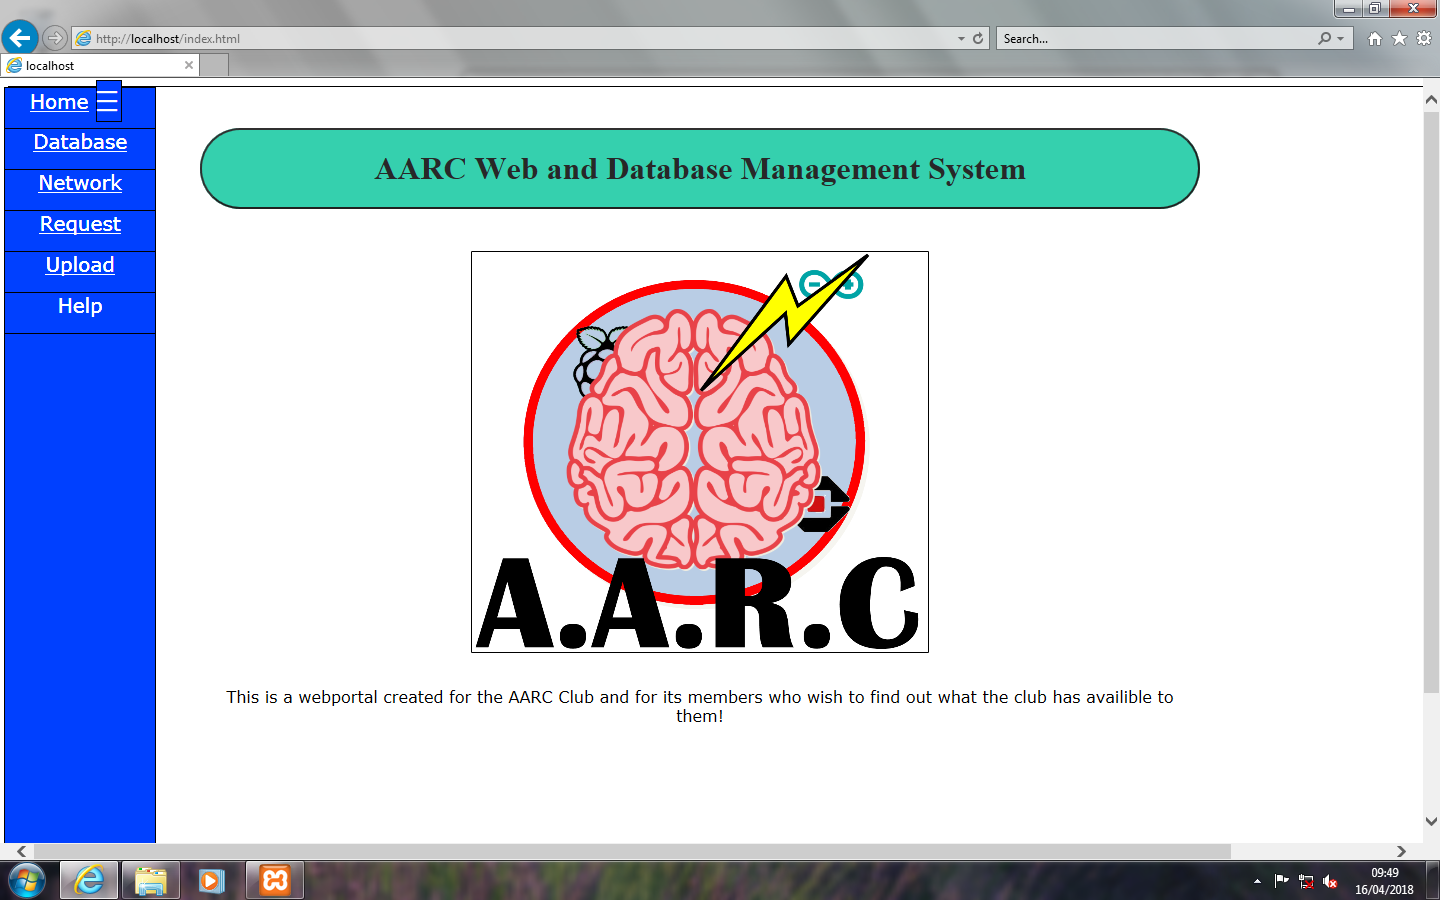 http://localhost/index.html
Search...
localhost
Home
Database
Network
Request
Upload
Help
AARC Web and Database Management System
A.A.R.C
This is a webportal created for the AARC Club and for its members who wish to find out what the club has availible to
them!
09:49
16/04/2018